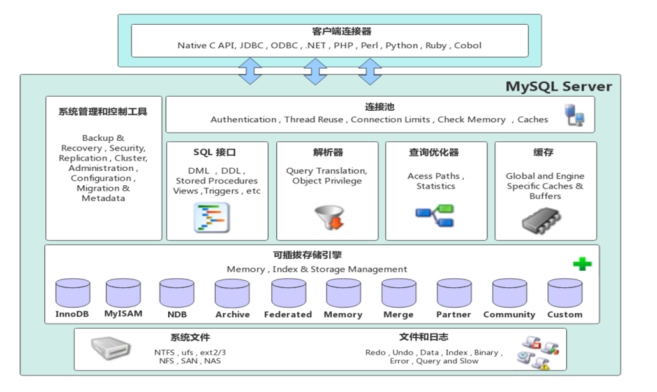 客户端连接器
Native C API, JDBC , ODBC , .NET , PHP , Perl , Python , Ruby , Cobol
MySQL Server
系统管理和控制工具
Backup &
Recovery , Security,
Replication , Cluster,
Administration ,
Configuration ,
Migration &
Metadata
连接池
Authentication , Thread Reuse , Connection Limits , Check Memory , Caches
SQL 接口
DML , DDL ,
Stored Procedures
Views ,Triggers , etc
解析器
Query Translation,
Object Privilege
查询优化器
Acess Paths ,
Statistics
缓存
Global and Engine
Specific Caches &
Buffers
可插拔存储引擎
Memory , Index & Storage Management
InnoDB MyISAM NDB Archive Federated Memory Merge Partner Community Custom
系统文件
NTFS , ufs , ext2/3
NFS , SAN , NAS
文件和日志
Redo , Undo , Data , Index , Binary ,
Error , Query and Slow